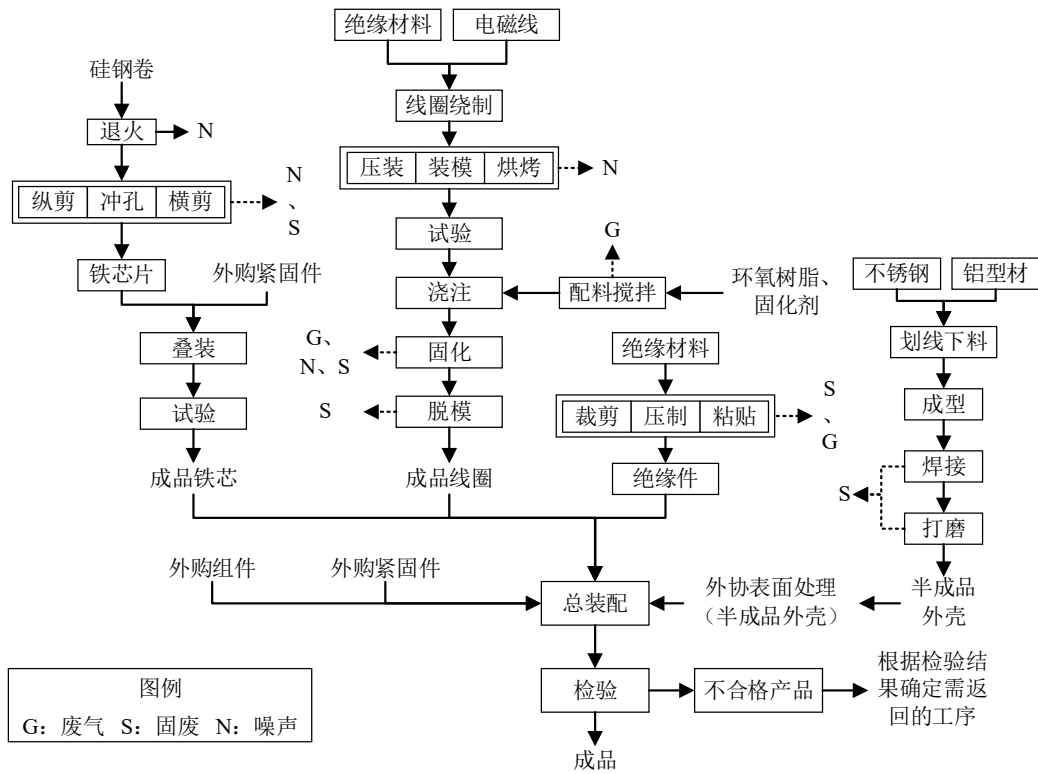 绝缘材料
电磁线
硅钢卷
线圈绕制
退火
N
压装
装模
烘烤
N
纵剪
冲孔
横剪
N
、
S
试验
G
铁芯片
外购紧固件
浇注
配料搅拌
环氧树脂、
固化剂
不锈钢
铝型材
叠装
G、
N、S
固化
绝缘材料
划线下料
试验
S
脱模
裁剪
压制
粘贴
S
、
G
成型
成品铁芯
成品线圈
绝缘件
S
焊接
打磨
外购组件
外购紧固件
总装配
外协表面处理
（半成品外壳）
半成品
外壳
图例
G：废气 S：固废 N：噪声
检验
不合格产品
根据检验结
果确定需返
回的工序
成品